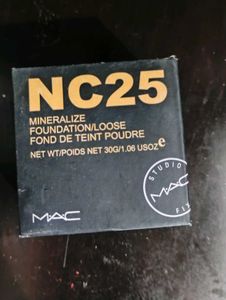 NC25
MINERALIZE
FOUNDATION/LOOSE
FOND DE TEINT POUDRE
NET WT/POIDS NET 30G/1.06 USOZ e
STUDIO
MAC
FIX
MAC